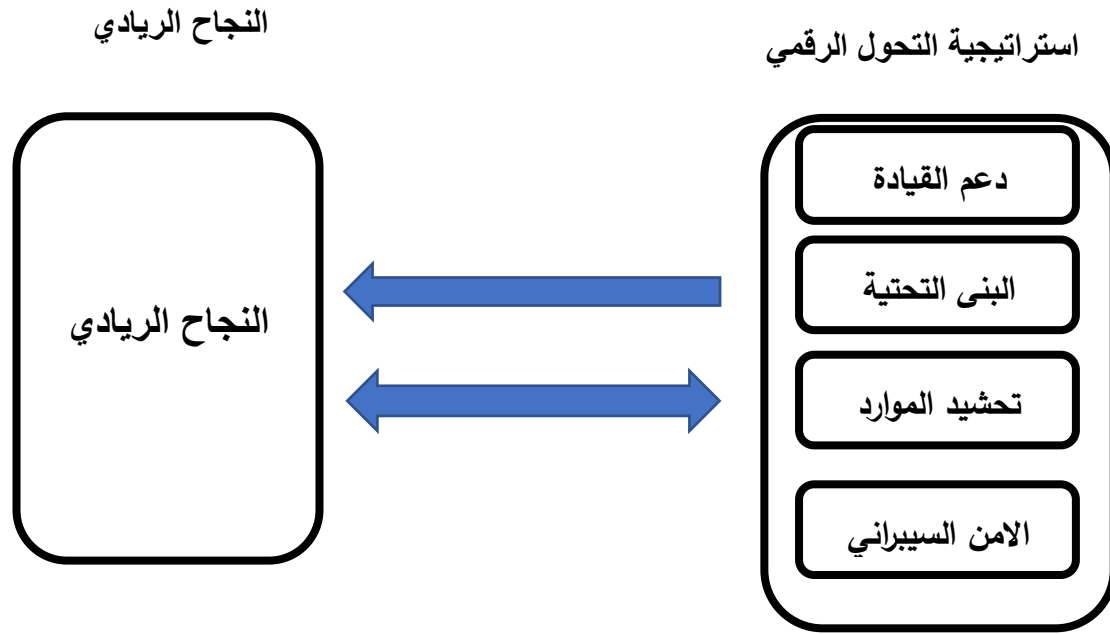 استراتيجية التحول الرقمي
النجاح الريادي
دعم القيادة
البنى التحتية
تحشيد الموارد
الامن السيبراني
النجاح الريادي